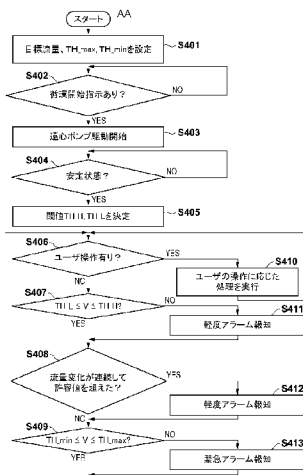 スタート
AA
目標流量、TH_max, TH_minを設定
S401
S402
循環開始指示あり？
NO
YES
遠心ポンプ駆動開始
S403
S404
安定状態？
NO
YES
閾値TH_H, TH_Lを決定
S405
S406
ユーザ操作有り？
YES
NO
S410
ユーザの操作に応じた
処理を実行
S407
TH_L ≤ V ≤ TH_H?
NO
YES
S411
軽度アラーム報知
S408
流量変化が連続して
許容値を超えた？
YES
S412
軽度アラーム報知
S409
TH_min ≤ V ≤ TH_max?
NO
YES
S413
緊急アラーム報知